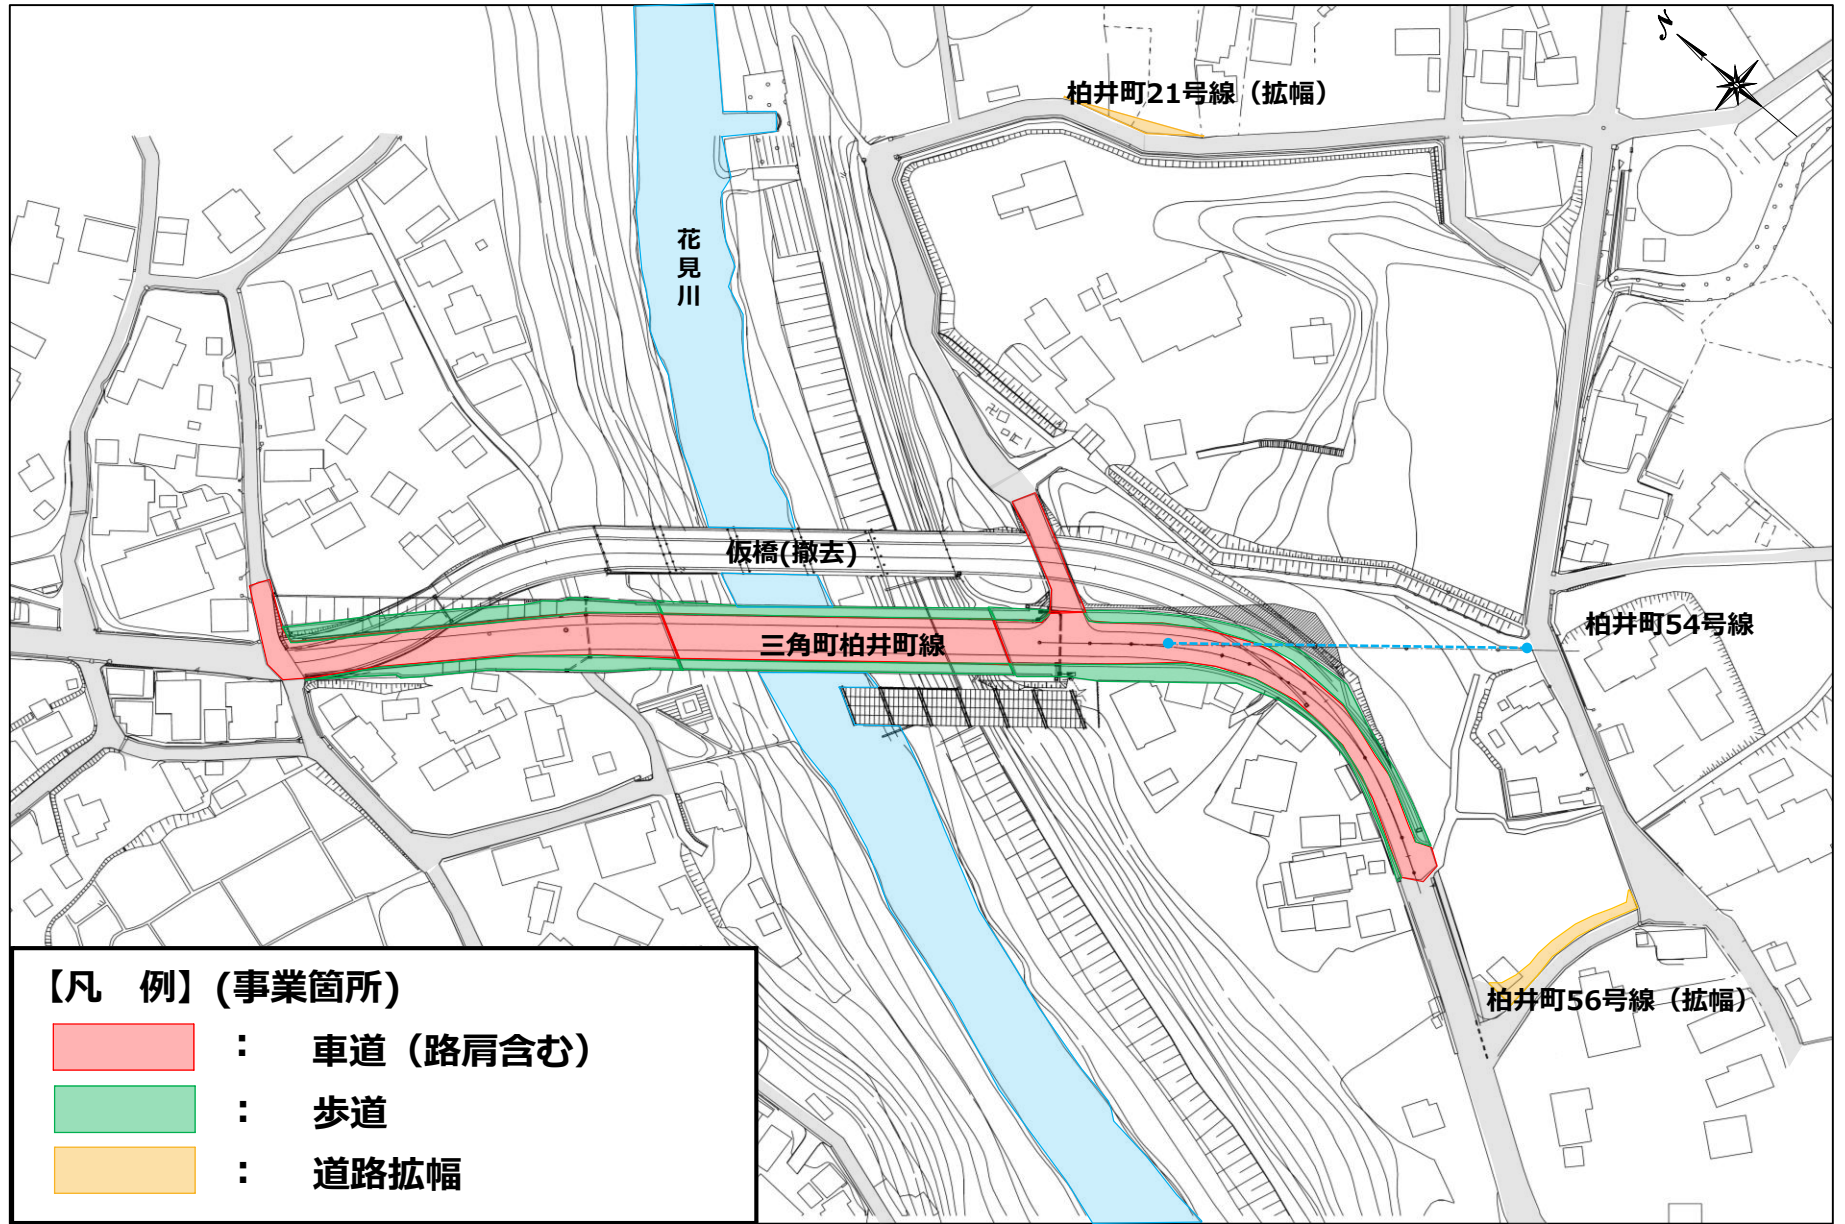 N
柏井町21号線（拡幅）
花見川
仮橋(撤去)
三角町柏井町線
柏井町54号線
柏井町56号線（拡幅）
【凡　例】(事業箇所)
：　車道（路肩含む）
：　歩道
：　道路拡幅